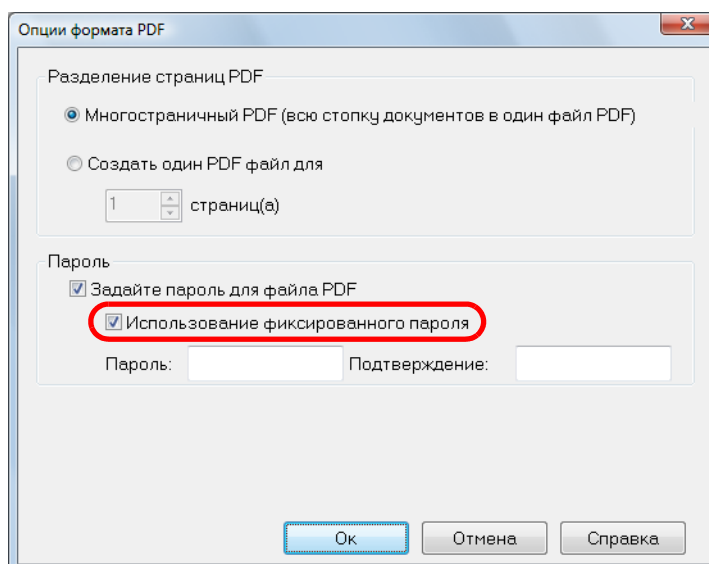 Опции формата PDF
Разделение страниц PDF
Многостраничный PDF (всю стопку документов в один файл PDF)
Создать один PDF файл для
1 страниц(а)
Пароль
Задайте пароль для файла PDF
Использование фиксированного пароля
Пароль: Подтверждение:
Ок Отмена Справка